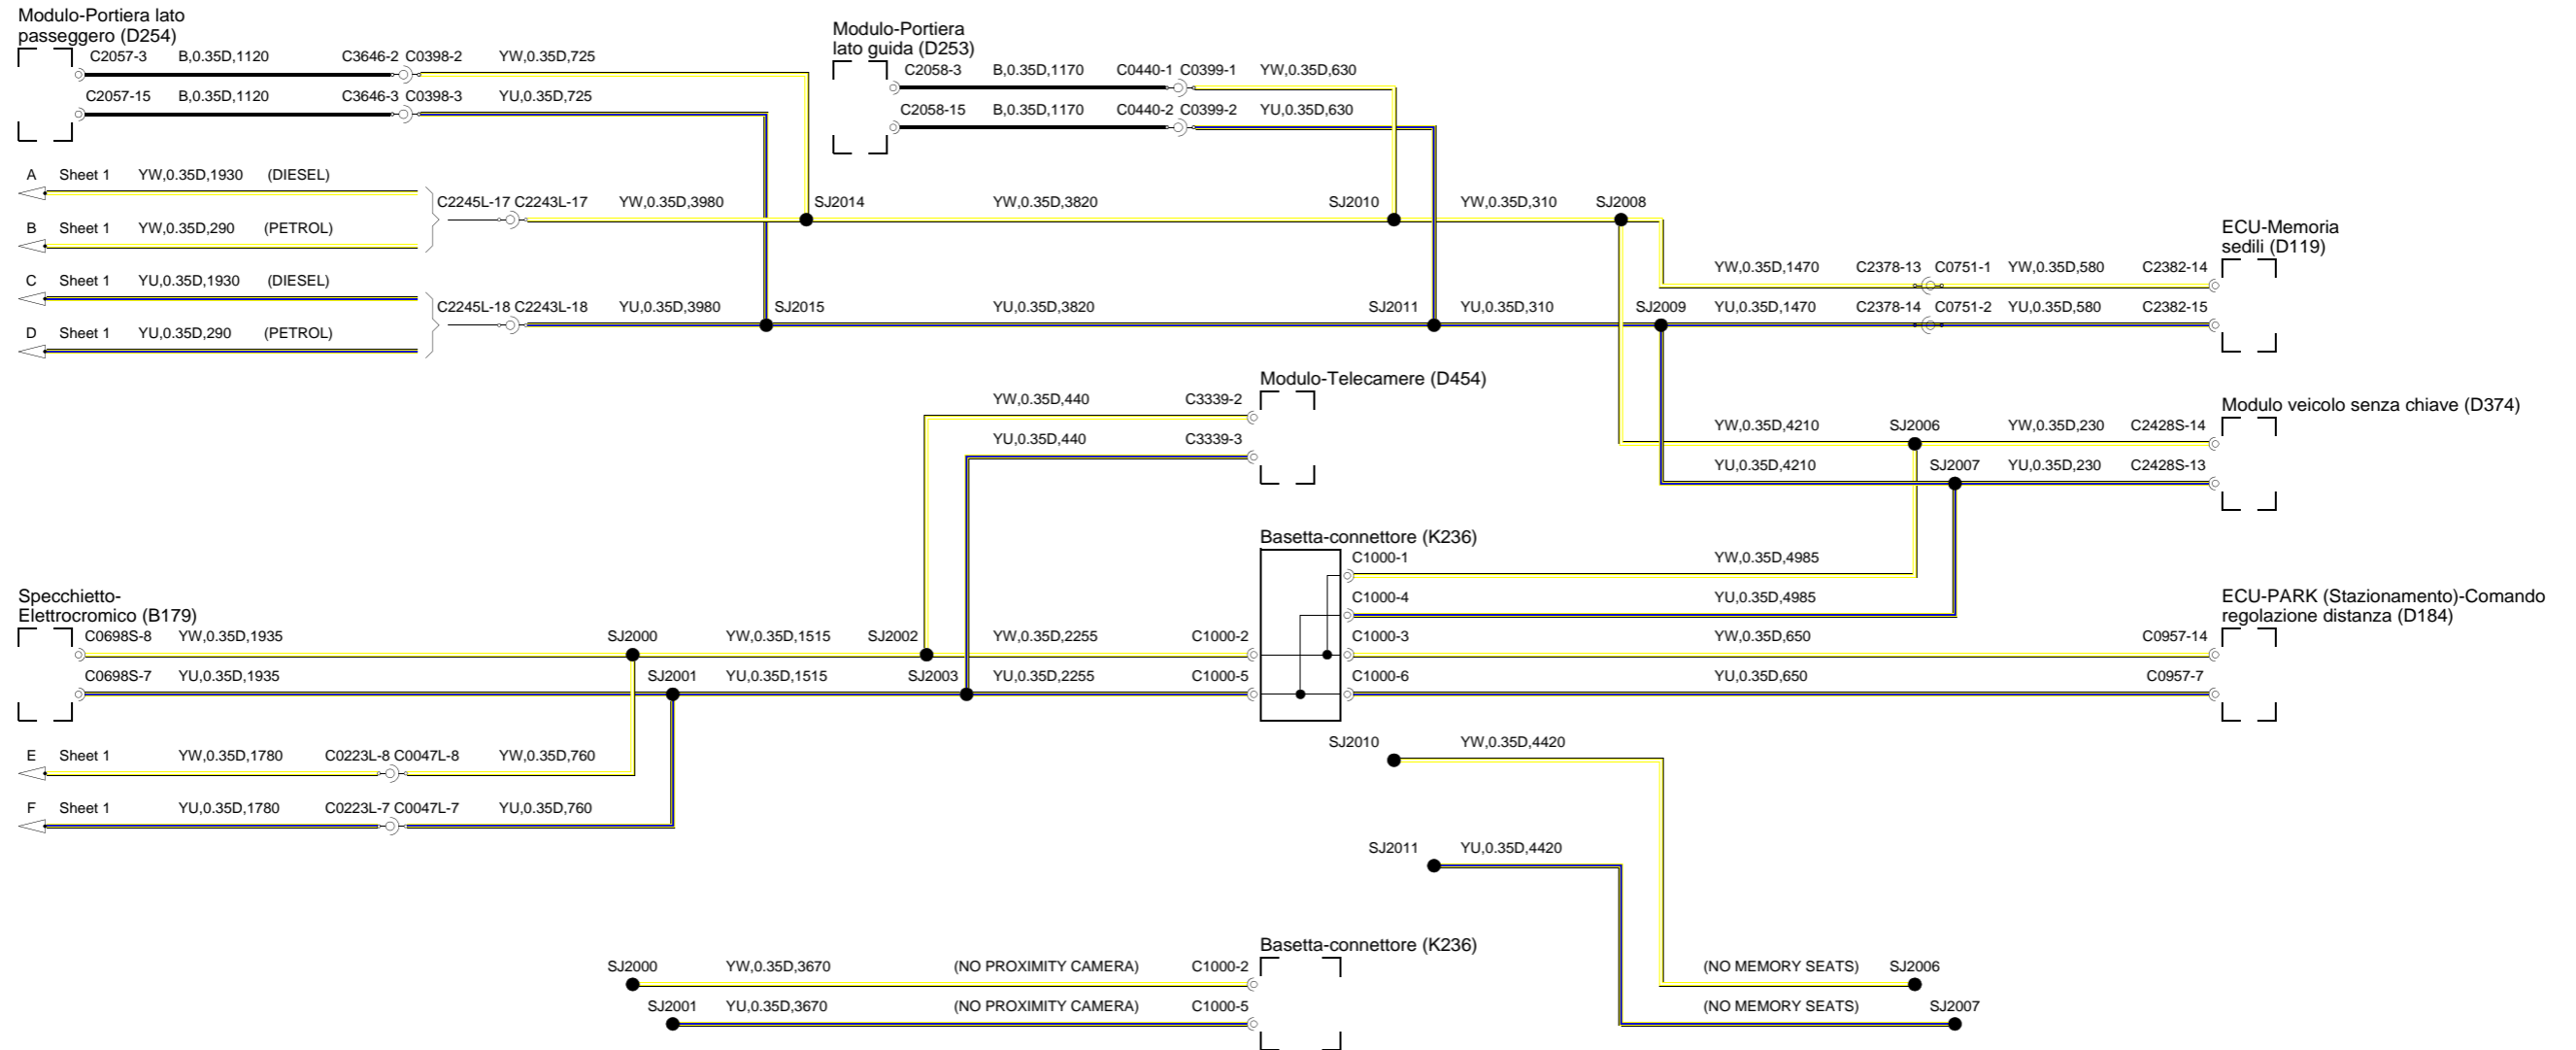 Modulo-Portiera lato
passeggero (D254)
Modulo-Portiera
lato guida (D253)
C2057-3 B,0.35D,1120 C3646-2 C0398-2 YW,0.35D,725
C2058-3 B,0.35D,1170 C0440-1 C0399-1 YW,0.35D,630
C2057-15 B,0.35D,1120 C3646-3 C0398-3 YU,0.35D,725
C2058-15 B,0.35D,1170 C0440-2 C0399-2 YU,0.35D,630
A Sheet 1 YW,0.35D,1930 (DIESEL)
C2245L-17 C2243L-17 YW,0.35D,3980 SJ2014 YW,0.35D,3820 SJ2010 YW,0.35D,310 SJ2008
B Sheet 1 YW,0.35D,290 (PETROL)
ECU-Memoria
sedili (D119)
YW,0.35D,1470 C2378-13 C0751-1 YW,0.35D,580 C2382-14
C Sheet 1 YU,0.35D,1930 (DIESEL)
C2245L-18 C2243L-18 YU,0.35D,3980 SJ2015 YU,0.35D,3820 SJ2011 YU,0.35D,310 SJ2009 YU,0.35D,1470 C2378-14 C0751-2 YU,0.35D,580 C2382-15
D Sheet 1 YU,0.35D,290 (PETROL)
Modulo-Telecamere (D454)
YW,0.35D,440 C3339-2
Modulo veicolo senza chiave (D374)
YW,0.35D,4210 SJ2006 YW,0.35D,230 C2428S-14
YU,0.35D,440 C3339-3
YU,0.35D,4210 SJ2007 YU,0.35D,230 C2428S-13
Basetta-connettore (K236)
C1000-1 YW,0.35D,4985
C1000-4 YU,0.35D,4985
Specchietto-
Elettrocromico (B179)
ECU-PARK (Stazionamento)-Comando
regolazione distanza (D184)
C0698S-8 YW,0.35D,1935 SJ2000 YW,0.35D,1515 SJ2002 YW,0.35D,2255 C1000-2 C1000-3 YW,0.35D,650 C0957-14
C0698S-7 YU,0.35D,1935 SJ2001 YU,0.35D,1515 SJ2003 YU,0.35D,2255 C1000-5 C1000-6 YU,0.35D,650 C0957-7
SJ2010 YW,0.35D,4420
E Sheet 1 YW,0.35D,1780 C0223L-8 C0047L-8 YW,0.35D,760
F Sheet 1 YU,0.35D,1780 C0223L-7 C0047L-7 YU,0.35D,760
SJ2011 YU,0.35D,4420
Basetta-connettore (K236)
SJ2000 YW,0.35D,3670 (NO PROXIMITY CAMERA) C1000-2
(NO MEMORY SEATS) SJ2006
SJ2001 YU,0.35D,3670 (NO PROXIMITY CAMERA) C1000-5
(NO MEMORY SEATS) SJ2007